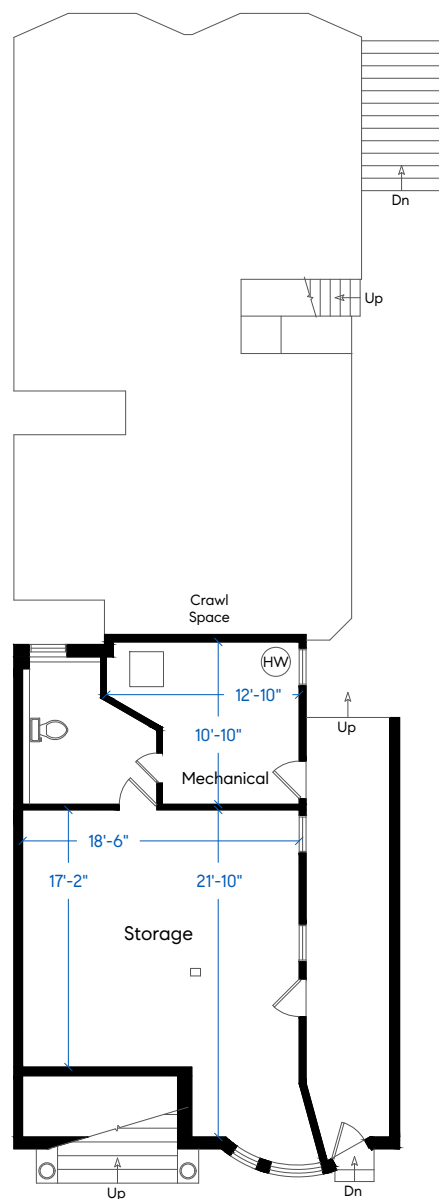 Dn
Up
Crawl
Space
HW
12'-10"
10'-10"
Up
Mechanical
18'-6"
17'-2"
21'-10"
Storage
Up
Dn